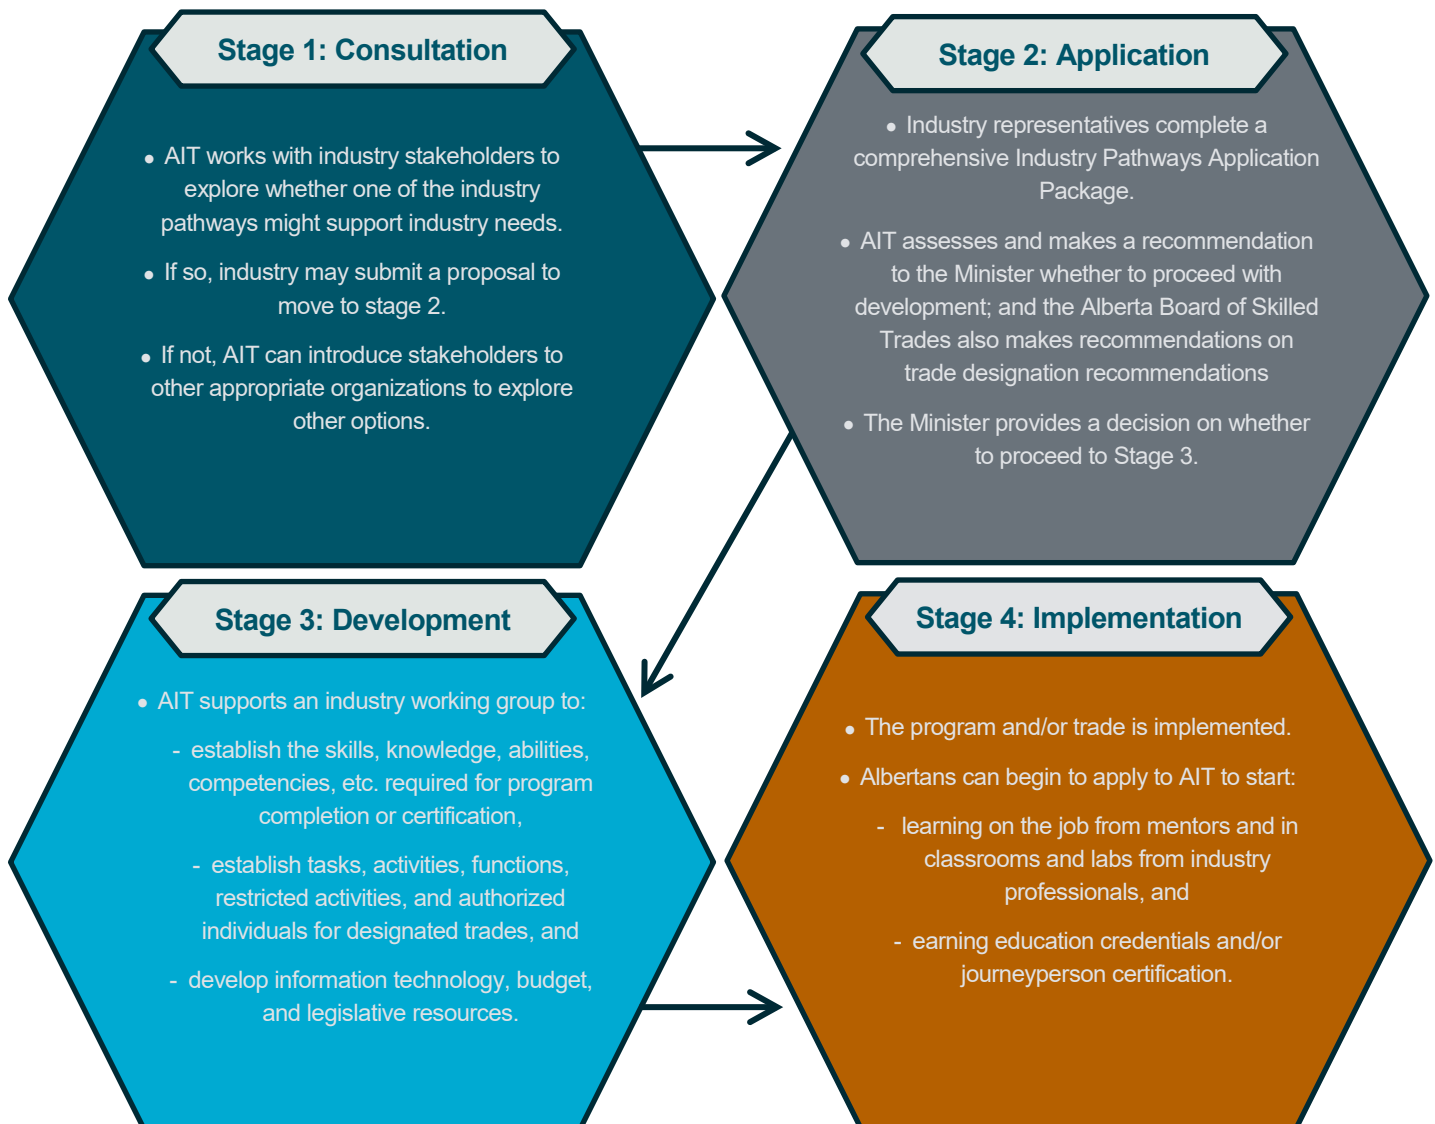 Stage 1: Consultation
• AIT works with industry stakeholders to
explore whether one of the industry
pathways might support industry needs.
• If so, industry may submit a proposal to
move to stage 2.
• If not, AIT can introduce stakeholders to
other appropriate organizations to explore
other options.
Stage 2: Application
• Industry representatives complete a
comprehensive Industry Pathways Application
Package.
• AIT assesses and makes a recommendation
to the Minister whether to proceed with
development; and the Alberta Board of Skilled
Trades also makes recommendations on
trade designation recommendations
• The Minister provides a decision on whether
to proceed to Stage 3.
Stage 3: Development
• AIT supports an industry working group to:
- establish the skills, knowledge, abilities,
competencies, etc. required for program
completion or certification,
- establish tasks, activities, functions,
restricted activities, and authorized
individuals for designated trades, and
- develop information technology, budget,
and legislative resources.
Stage 4: Implementation
• The program and/or trade is implemented.
• Albertans can begin to apply to AIT to start:
- learning on the job from mentors and in
classrooms and labs from industry
professionals, and
- earning education credentials and/or
journeyperson certification.